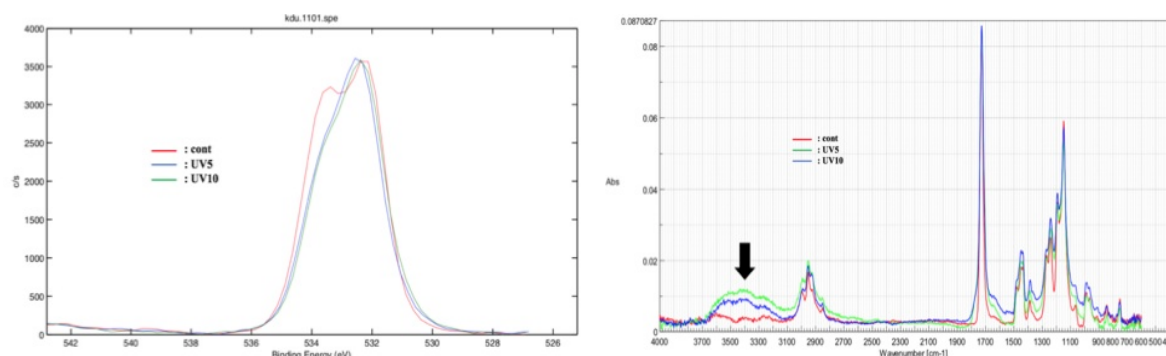 kdu.1101.spe
4000
3500
3000
2500
2000
1500
1000
500
0
c/s
: cont
: UV5
: UV10
542 540 538 536 534 532 530 528 526
Binding Energy (eV)
0.0870827
0.08
0.06
0.04
0.02
0
Abs
: cont
: UV5
: UV10
4000 3700 3500 3300 3100 2900 2700 2500 2300 2100 1900 1700 1500 1300 1100 900 800 700 600 500
Wavenumber [cm-1]